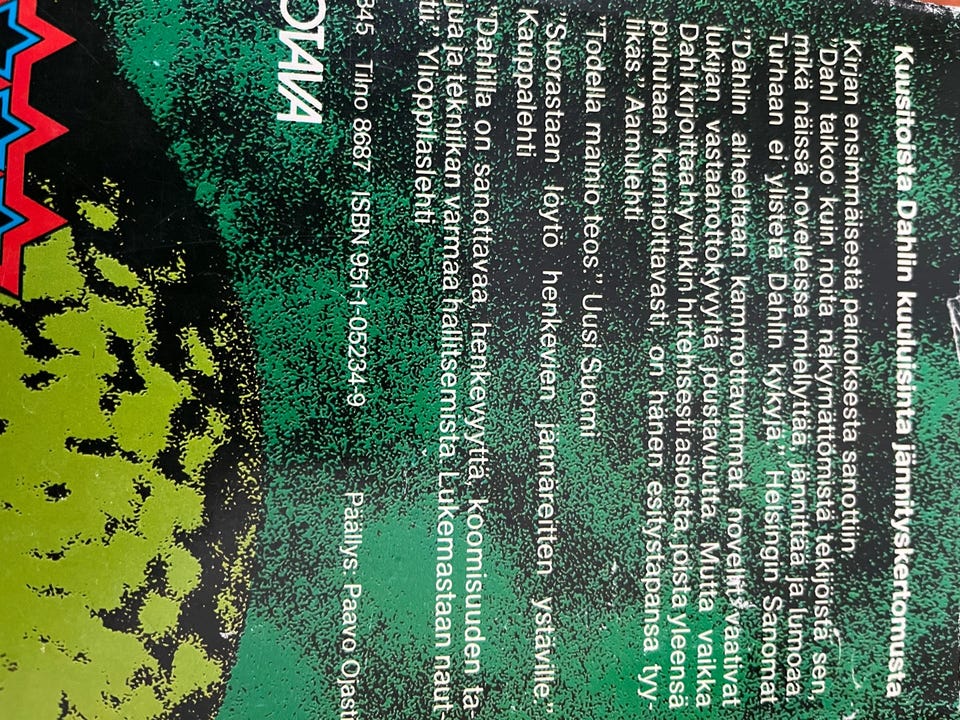 Kuusitoista Dahlin kuuluisinta jännityskertomusta
Kirjan ensimmäisestä painoksesta sanottiin:
"Dahl taikoo kuin noita näkymättömistä tekijöistä sen,
mikä näissä novelleissa miellyttää, jännittää ja lumoaa.
Turhaan ei ylistetä Dahlin kykyjä." Helsingin Sanomat
"Dahlin aiheeltaan kammottavimmat novellit vaativat
lukijan vastaanottokyvyltä joustavuutta. Mutta vaikka
Dahl kirjoittaa hyvinkin hirtehisesti asioista, joista yleensä
puhutaan kunnioittavasti, on hänen esitystapansa ty-
likäs." Aamulehti
"Todella mainio teos." Uusi Suomi
"Suorastaan löytö henkevien jännäreitten ystäville."
Kauppalehti
"Dahlilla on sanottavaa, henkevyyttä, koomisuuden ta-
jua ja tekniikan varmaa hallitsemista. Lukemastaan naut-
tii." Ylioppilaslehti
345 Tilno 8687 ISBN 951-1-05234-9 Päällys: Paavo Ojasti
OTAVA